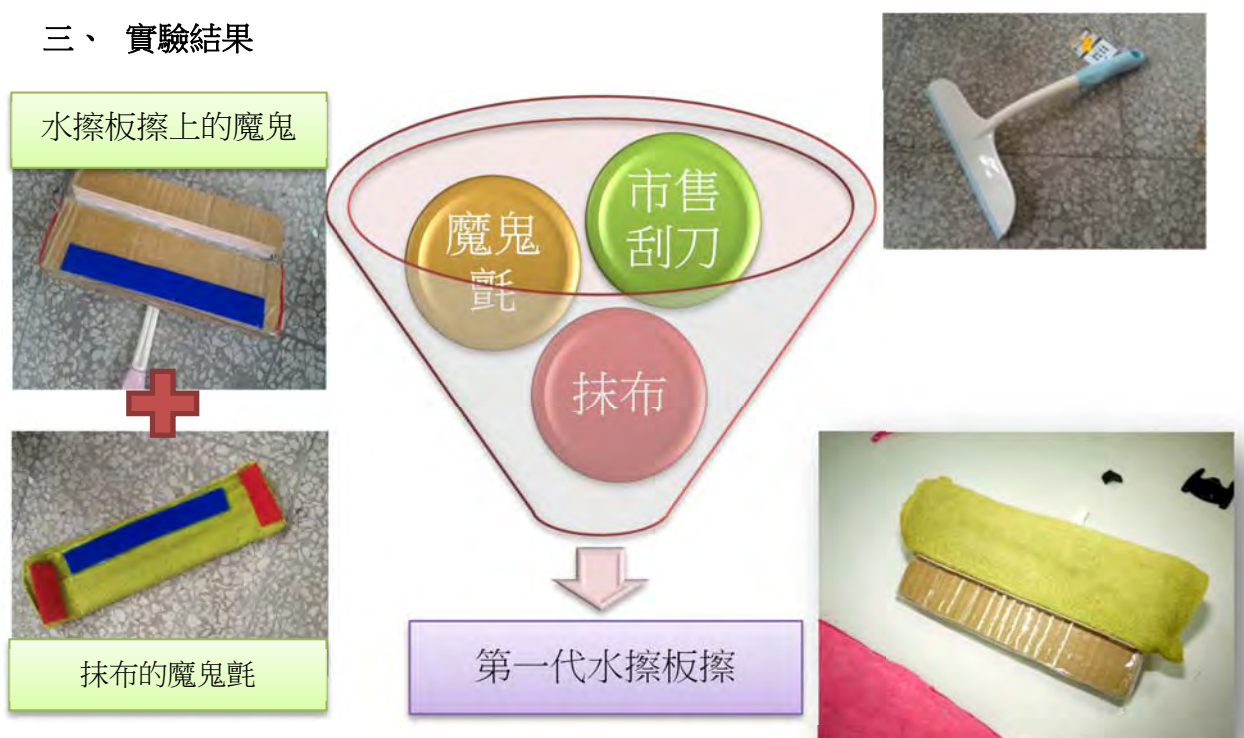 三、 實驗結果
水擦板擦上的魔鬼
魔鬼
氈
市售
刮刀
抹布
抹布的魔鬼氈
第一代水擦板擦